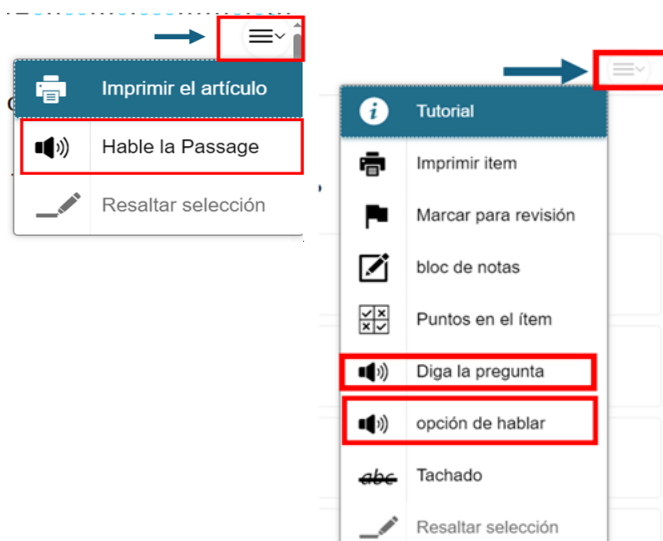 Imprimir el artículo
Hable la Passage
Resaltar selección
Tutorial
Imprimir item
Marcar para revisión
bloc de notas
Puntos en el ítem
Diga la pregunta
opción de hablar
abc Tachado
Resaltar selección